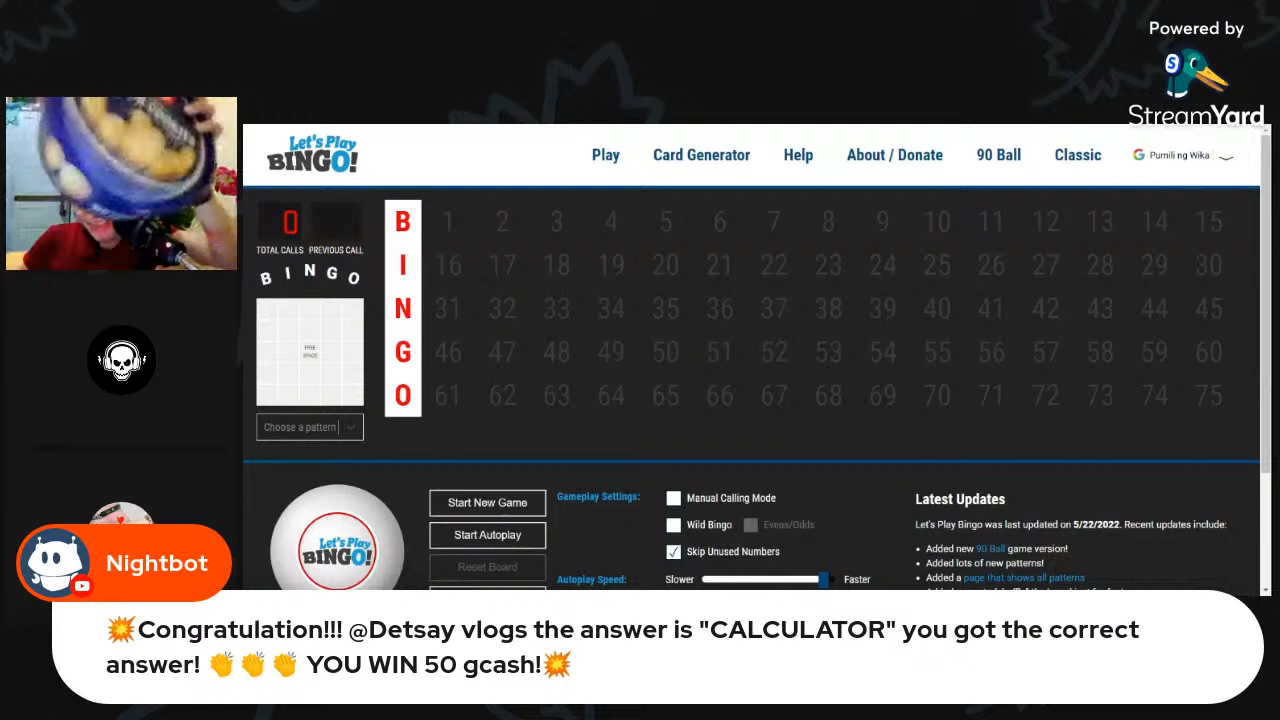 Powered by
StreamYard
Let's Play
BINGO!
Play
Card Generator
Help
About / Donate
90 Ball
Classic
G Pumili ng Wika
0
TOTAL CALLS PREVIOUS CALL
B I N G O
FREE
SPACE
Choose a pattern
B 1 2 3 4 5 6 7 8 9 10 11 12 13 14 15
I 16 17 18 19 20 21 22 23 24 25 26 27 28 29 30
N 31 32 33 34 35 36 37 38 39 40 41 42 43 44 45
G 46 47 48 49 50 51 52 53 54 55 56 57 58 59 60
O 61 62 63 64 65 66 67 68 69 70 71 72 73 74 75
Let's Play
BINGO!
Start New Game
Start Autoplay
Reset Board
Gameplay Settings:
Manual Calling Mode
Wild Bingo
Evens/Odds
Skip Unused Numbers
Autoplay Speed:
Slower
Faster
Latest Updates
Let's Play Bingo was last updated on 5/22/2022. Recent updates include:
• Added new 90 Ball game version!
• Added lots of new patterns!
• Added a page that shows all patterns
Nightbot
💥Congratulation!!! @Detsay vlogs the answer is "CALCULATOR" you got the correct
answer! 👏👏👏 YOU WIN 50 gcash!💥